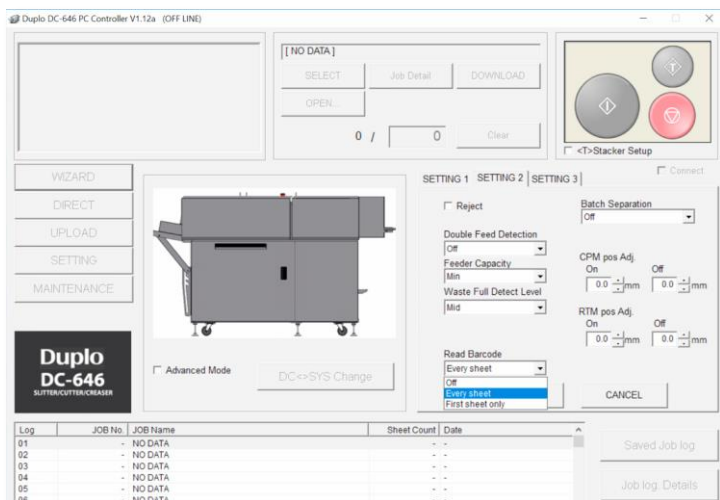 Duplo DC-646 PC Controller V1.12a (OFF LINE)
[ NO DATA ]
SELECT Job Detail DOWNLOAD
OPEN...
0 / 0 Clear
<T>Stacker Setup
Connect
WIZARD
DIRECT
UPLOAD
SETTING
MAINTENANCE
Duplo
DC-646
SLITTER/CUTTER/CREASER
Advanced Mode
DC<>SYS Change
SETTING 1 SETTING 2 SETTING 3
Reject
Batch Separation
Off
Double Feed Detection
Off
Feeder Capacity
Min
Waste Full Detect Level
Mid
CPM pos Adj.
On Off
0.0 mm 0.0 mm
RTM pos Adj.
On Off
0.0 mm 0.0 mm
Read Barcode
Every sheet
Off
Every sheet
First sheet only
CANCEL
Log JOB No. JOB Name Sheet Count Date
01 - NO DATA - -
02 - NO DATA - -
03 - NO DATA - -
04 - NO DATA - -
05 - NO DATA - -
06 - NO DATA - -
Saved Job log
Job log. Details